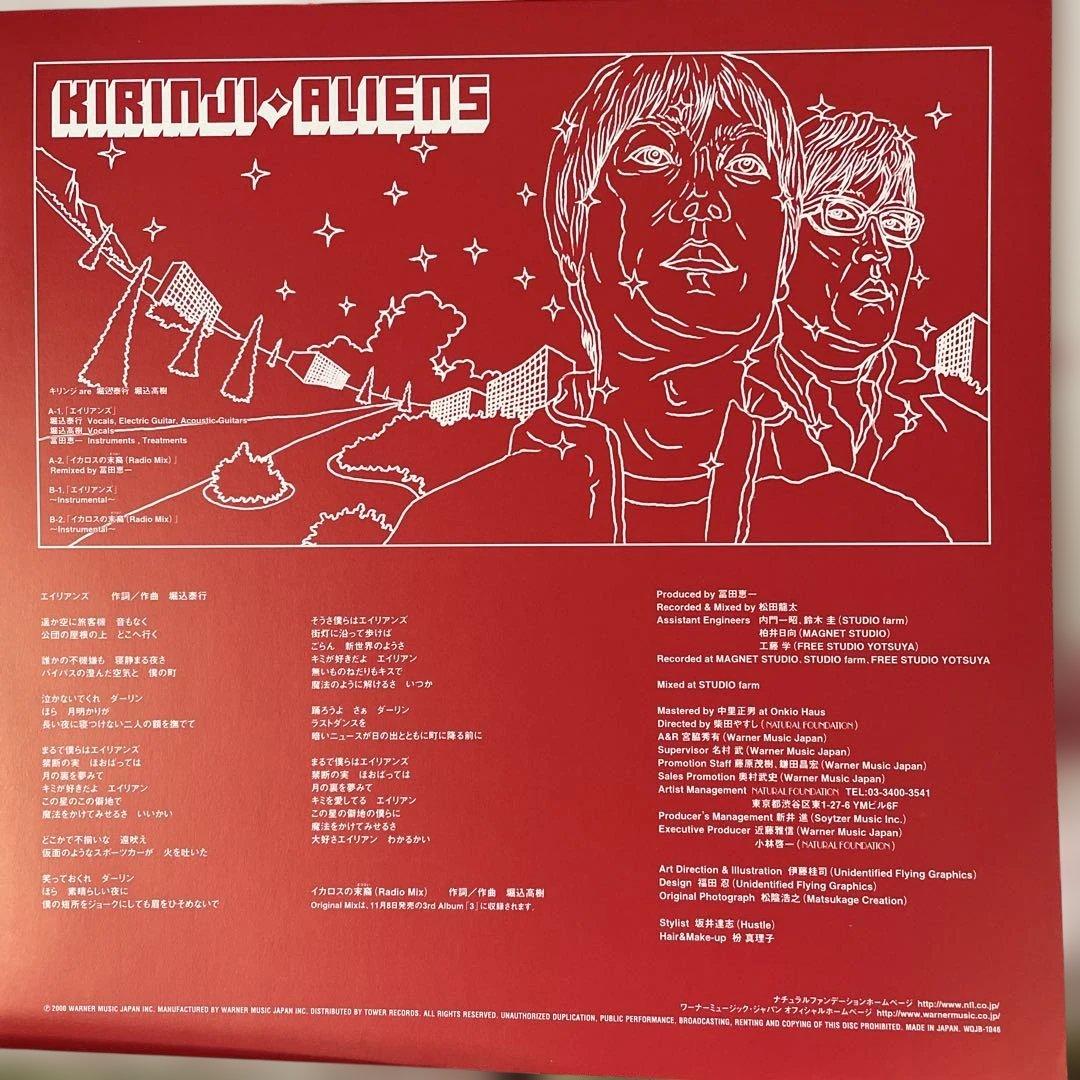 KIRINJI ALIENS
キリンジ are 堀込泰行 堀込高樹
A-1.「エイリアンズ」
堀込泰行 Vocals, Electric Guitar, Acoustic Guitars
堀込高樹 Vocals
冨田恵一 Instruments , Treatments
A-2.「イカロスの末裔(Radio Mix)」
Remixed by 冨田恵一
B-1.「エイリアンズ」
〜Instrumental〜
B-2.「イカロスの末裔(Radio Mix)」
〜Instrumental〜
エイリアンズ 作詞/作曲 堀込泰行
遥か空に旅客機 音もなく
公団の屋根の上 どこへ行く
誰かの不機嫌も 寝静まる夜さ
バイパスの澄んだ空気と 僕の町
泣かないでくれ ダーリン
ほら 月明かりが
長い夜に寝つけない二人の額を撫でて
まるで僕らはエイリアンズ
禁断の実 ほおばっては
月の裏を夢みて
キミが好きだよ エイリアン
この星のこの僻地で
魔法をかけてみせるさ いいかい
どこかで不揃いな 遠吠え
仮面のようなスポーツカーが 火を吐いた
笑っておくれ ダーリン
ほら 素晴らしい夜に
僕の短所をジョークにしても眉をひそめないで
そうさ僕らはエイリアンズ
街灯に沿って歩けば
ごらん 新世界のようさ
キミが好きだよ エイリアン
無いものねだりもキスで
魔法のように解けるさ いつか
踊ろうよ さぁ ダーリン
ラストダンスを
暗いニュースが日の出とともに町に降る前に
まるで僕らはエイリアンズ
禁断の実 ほおばっては
月の裏を夢みて
キミを愛してる エイリアン
この星の僻地の僕らに
魔法をかけてみせるさ
大好さエイリアン わかるかい
イカロスの末裔(Radio Mix) 作詞/作曲 堀込高樹
Original Mixは、11月8日発売の3rd Album「3」に収録されます。
Produced by 冨田恵一
Recorded & Mixed by 松田龍太
Assistant Engineers 内門一昭、鈴木 圭(STUDIO farm)
柏井日向(MAGNET STUDIO)
工藤 学(FREE STUDIO YOTSUYA)
Recorded at MAGNET STUDIO, STUDIO farm, FREE STUDIO YOTSUYA
Mixed at STUDIO farm
Mastered by 中里正男 at Onkio Haus
Directed by 柴田やすし(NATURAL FOUNDATION)
A&R 宮脇秀有(Warner Music Japan)
Supervisor 名村 武(Warner Music Japan)
Promotion Staff 藤原茂樹、鎌田昌宏(Warner Music Japan)
Sales Promotion 奥村武史(Warner Music Japan)
Artist Management NATURAL FOUNDATION TEL:03-3400-3541
東京都渋谷区東1-27-6 YMビル6F
Producer's Management 新井 進(Soytzer Music Inc.)
Executive Producer 近藤雅信(Warner Music Japan)
小林啓一(NATURAL FOUNDATION)
Art Direction & Illustration 伊藤桂司(Unidentified Flying Graphics)
Design 福田 忍(Unidentified Flying Graphics)
Original Photograph 松陰浩之(Matsukage Creation)
Stylist 坂井達志(Hustle)
Hair&Make-up 枌 真理子
ナチュラルファンデーションホームページ http://www.nfl.co.jp/
ワーナーミュージック・ジャパン オフィシャルホームページ http://www.warnermusic.co.jp/
℗2000 WARNER MUSIC JAPAN INC. MANUFACTURED BY WARNER MUSIC JAPAN INC. DISTRIBUTED BY TOWER RECORDS. ALL RIGHTS RESERVED. UNAUTHORIZED DUPLICATION, PUBLIC PERFORMANCE, BROADCASTING, RENTING AND COPYING OF THIS DISC PROHIBITED. MADE IN JAPAN. WQJB-1046